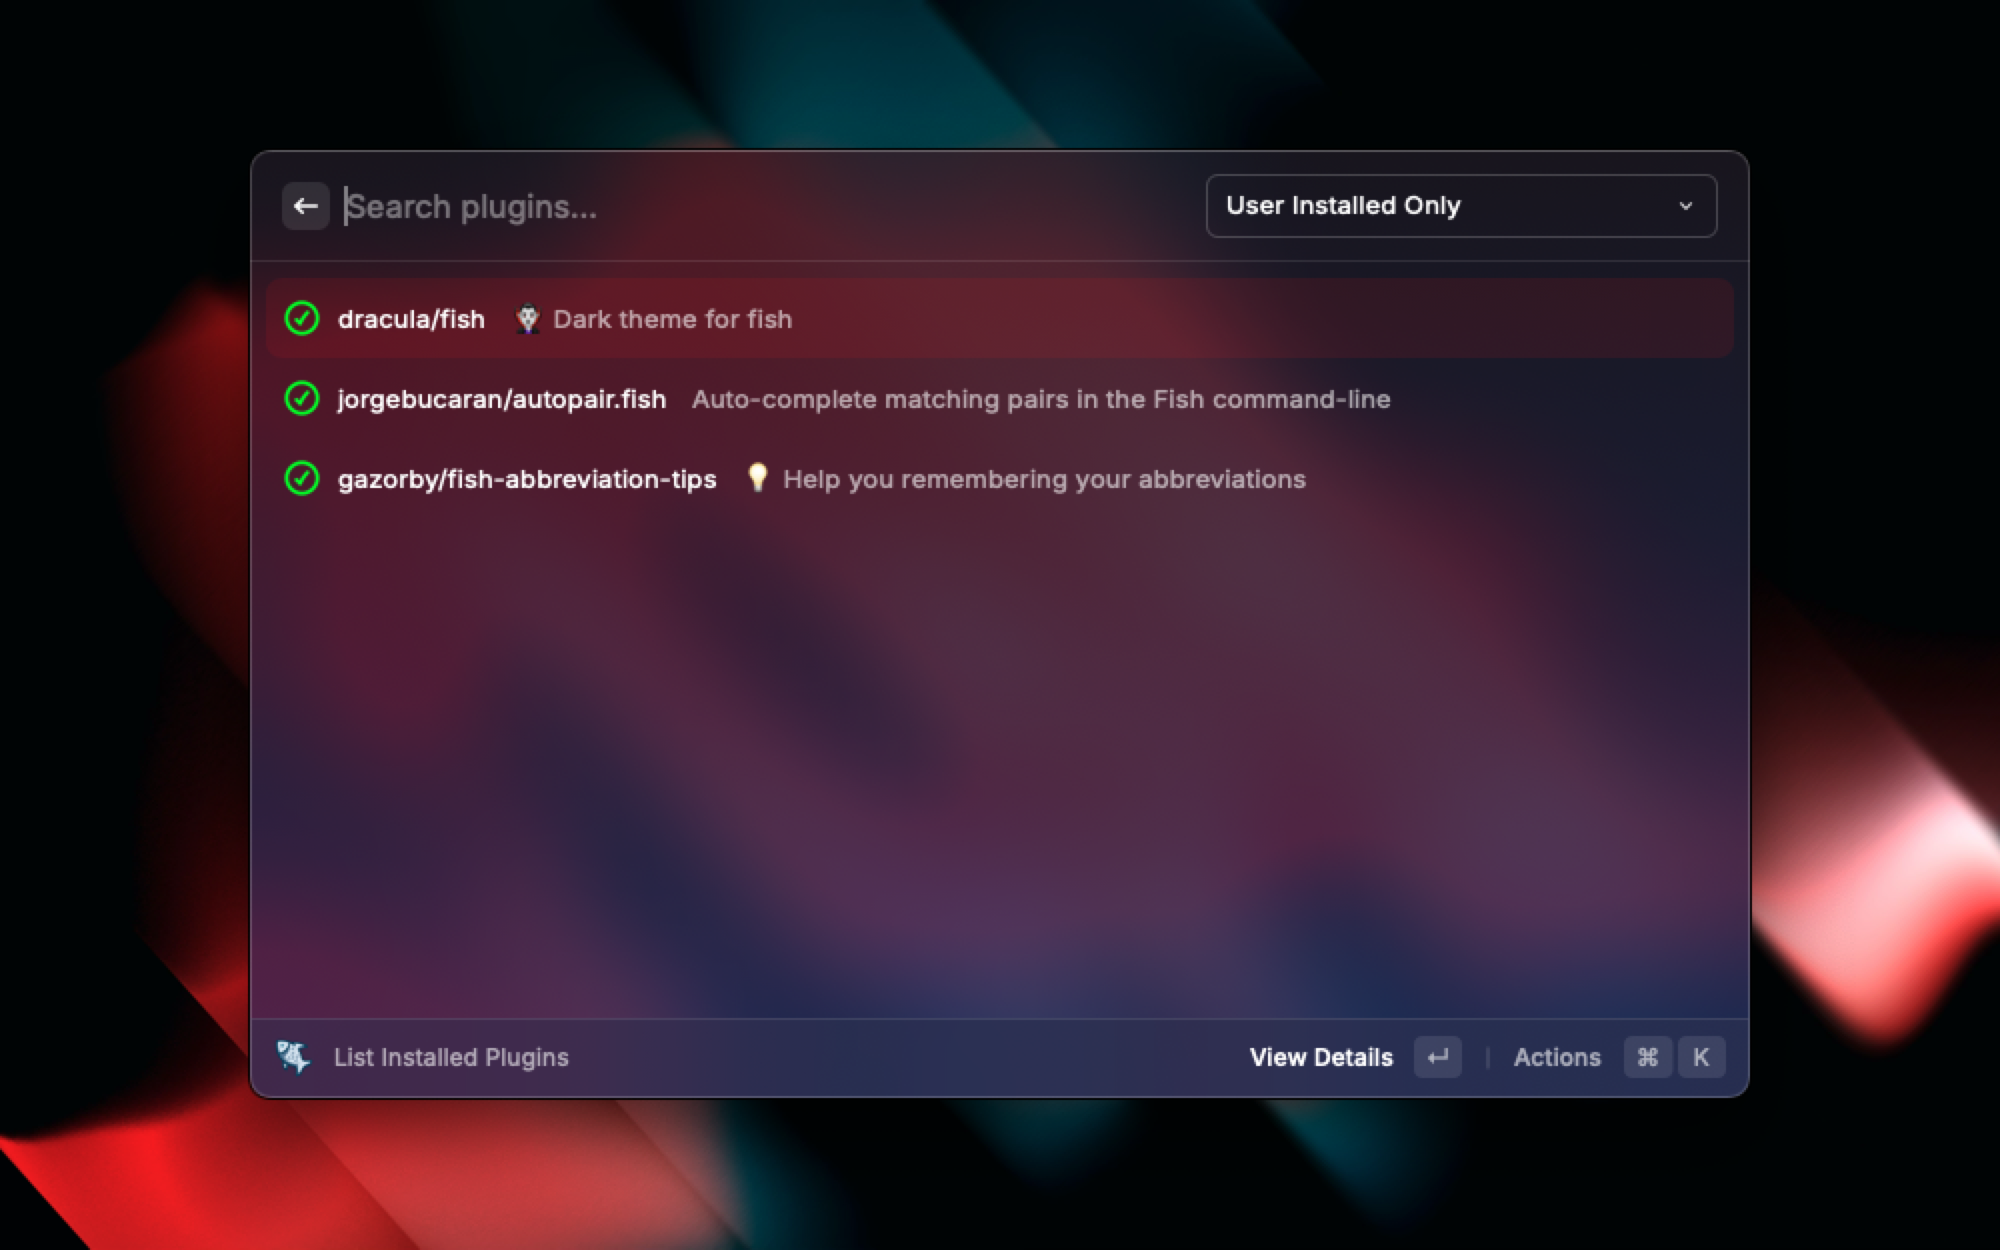 Search plugins...
User Installed Only
dracula/fish 🧛🏻‍♂️ Dark theme for fish
jorgebucaran/autopair.fish Auto-complete matching pairs in the Fish command-line
gazorby/fish-abbreviation-tips 💡 Help you remembering your abbreviations
List Installed Plugins
View Details ↵ | Actions ⌘ K